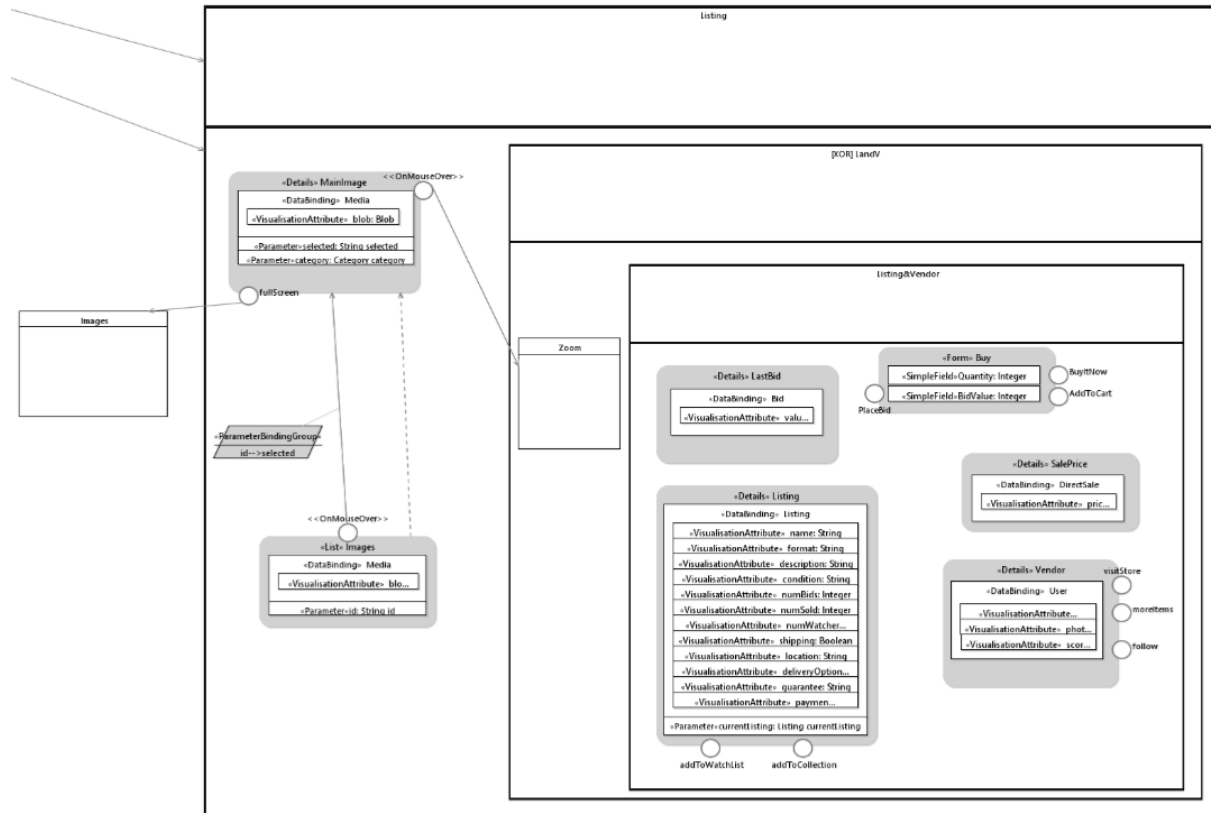 Listing
[XOR] LandV
«Details» MainImage
<<OnMouseOver>>
«DataBinding» Media
«VisualisationAttribute» blob: Blob
«Parameter»selected: String selected
«Parameter»category: Category category
fullScreen
Images
Listing&Vendor
Zoom
«Form» Buy
«SimpleField»Quantity: Integer
«SimpleField»BidValue: Integer
BuyItNow
AddToCart
PlaceBid
«Details» LastBid
«DataBinding» Bid
«VisualisationAttribute» valu...
«ParameterBindingGroup»
id-->selected
«Details» SalePrice
«DataBinding» DirectSale
«VisualisationAttribute» pric...
«Details» Listing
«DataBinding» Listing
«VisualisationAttribute» name: String
«VisualisationAttribute» format: String
«VisualisationAttribute» description: String
«VisualisationAttribute» condition: String
«VisualisationAttribute» numBids: Integer
«VisualisationAttribute» numSold: Integer
«VisualisationAttribute» numWatcher...
«VisualisationAttribute» shipping: Boolean
«VisualisationAttribute» location: String
«VisualisationAttribute» deliveryOption...
«VisualisationAttribute» guarantee: String
«VisualisationAttribute» paymen...
«Parameter»currentListing: Listing currentListing
addToWatchList
addToCollection
<<OnMouseOver>>
«List» Images
«DataBinding» Media
«VisualisationAttribute» blo...
«Parameter»id: String id
«Details» Vendor
«DataBinding» User
«VisualisationAttribute...
«VisualisationAttribute» phot...
«VisualisationAttribute» scor...
visitStore
moreItems
follow